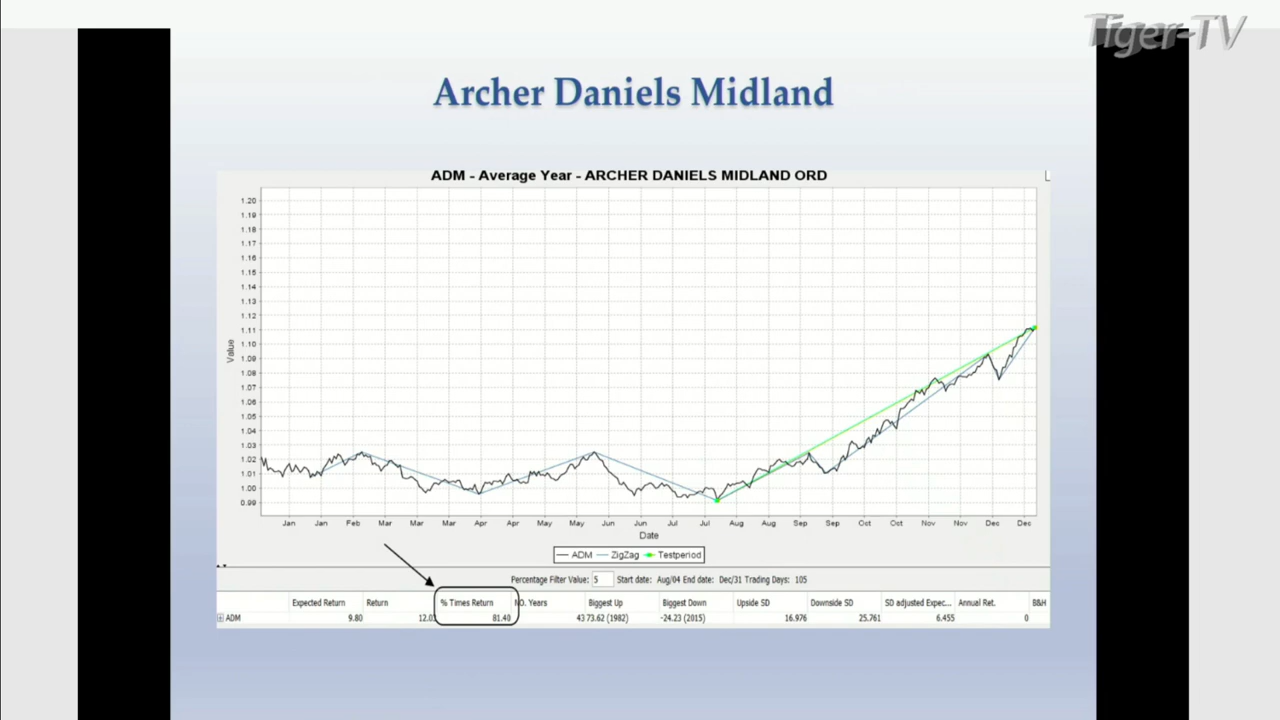 Tiger-TV
Archer Daniels Midland
ADM - Average Year - ARCHER DANIELS MIDLAND ORD
1.20
1.19
1.18
1.17
1.16
1.15
1.14
1.13
1.12
1.11
1.10
1.09
1.08
1.07
1.06
1.05
1.04
1.03
1.02
1.01
1.00
0.99
Value
Jan Jan Feb Mar Mar Mar Apr Apr May May Jun Jun Jul Jul Aug Aug Sep Sep Oct Oct Nov Nov Dec Dec
Date
ADM ZigZag Testperiod
Percentage Filter Value: 5 Start date: Aug/04 End date: Dec/31 Trading Days: 105
Expected Return Return % Times Return NO. Years Biggest Up Biggest Down Upside SD Downside SD SD adjusted Expec... Annual Ret. B&H
ADM 9.80 12.03 81.40 43 73.62 (1982) -24.23 (2015) 16.976 25.761 6.455 0